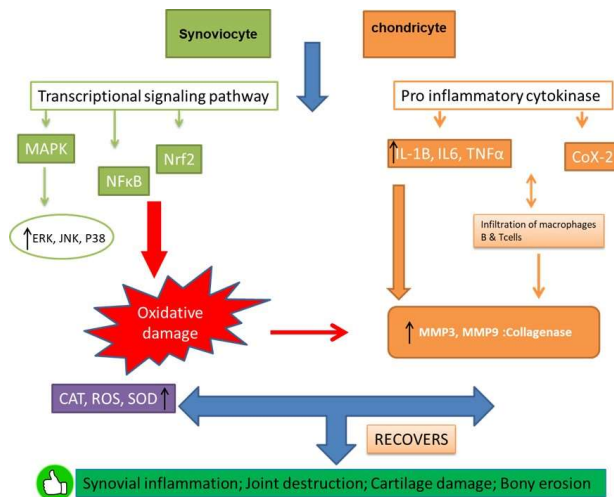 Synoviocyte
chondricyte
Transcriptional signaling pathway
Pro inflammatory cytokinase
MAPK
NFκB
Nrf2
IL-1B, IL6, TNFα
CoX-2
ERK, JNK, P38
Infiltration of macrophages
B & Tcells
Oxidative
damage
MMP3, MMP9 :Collagenase
CAT, ROS, SOD
RECOVERS
Synovial inflammation; Joint destruction; Cartilage damage; Bony erosion